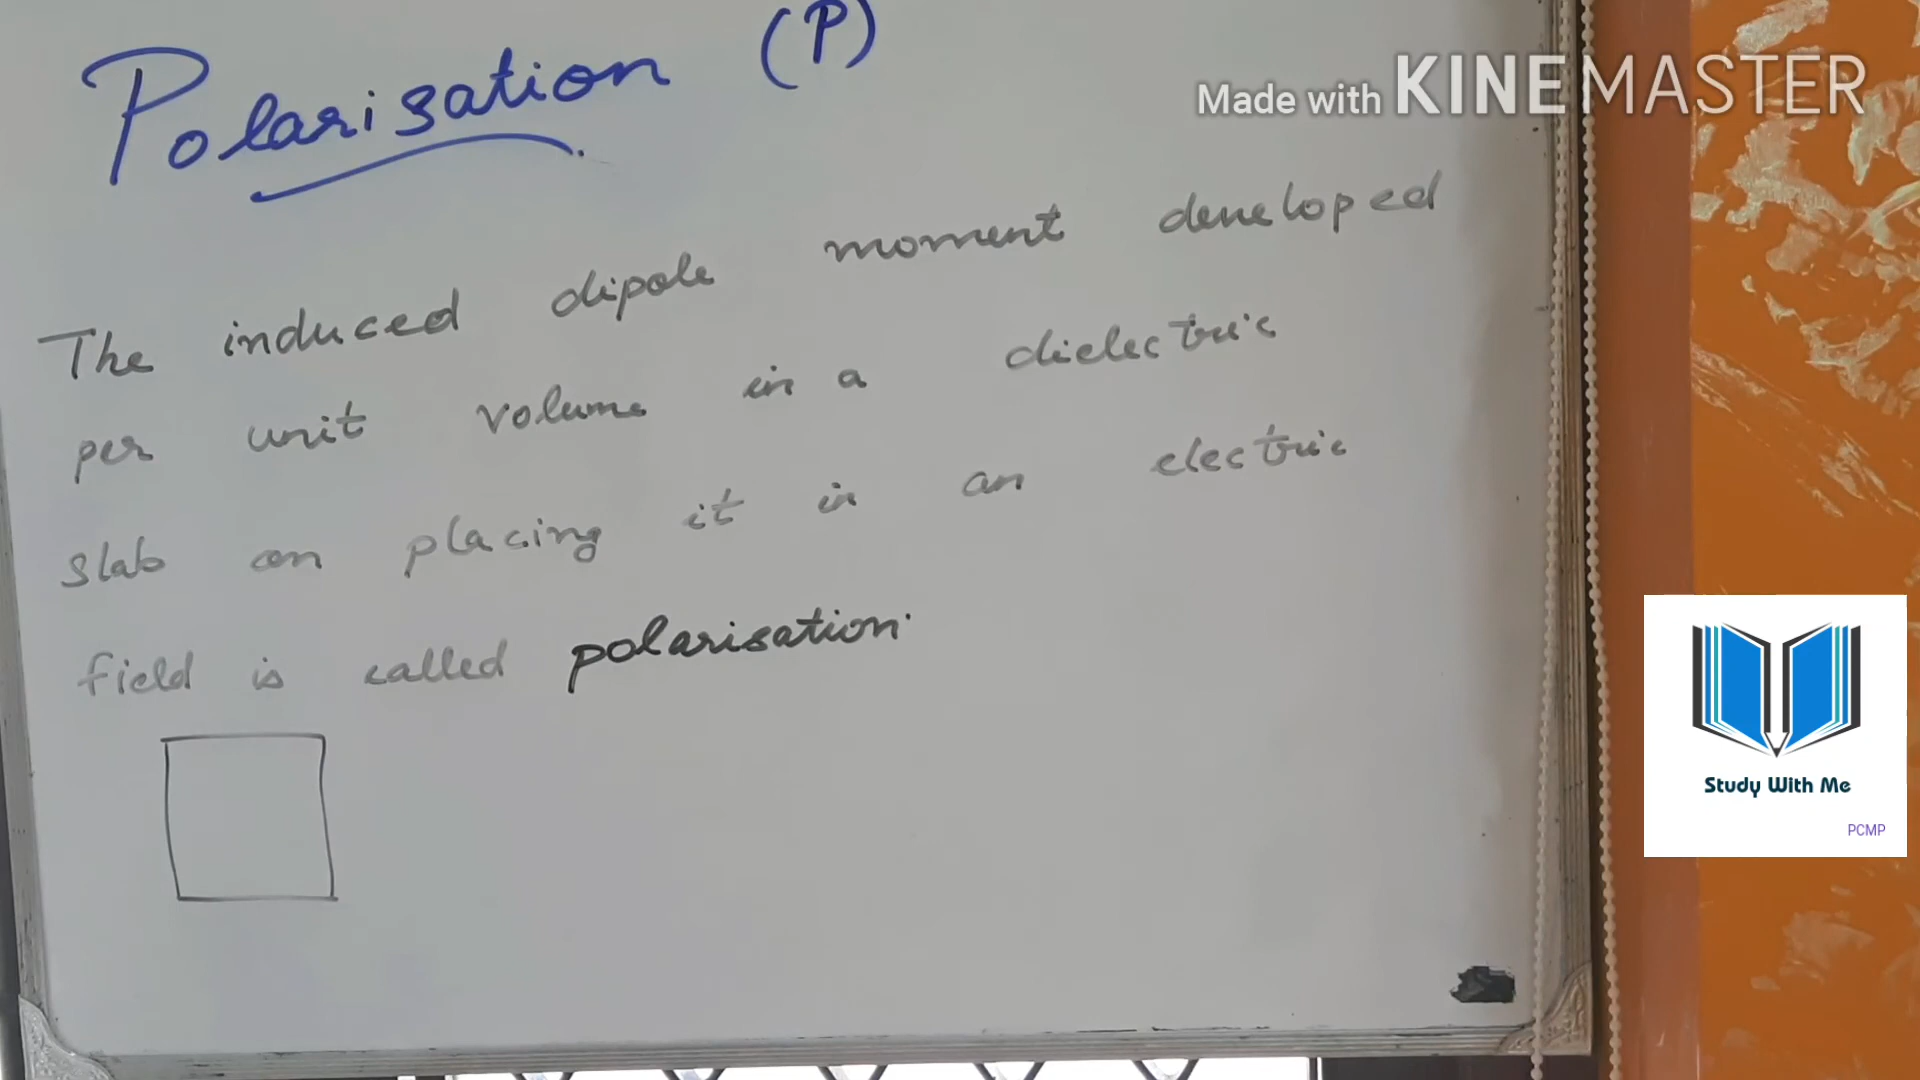 Polarisation (P)
Made with KINEMASTER
The induced dipole moment developed
per unit volume in a dielectric
slab on placing it in an electric
field is called polarisation.
Study With Me
PCMP